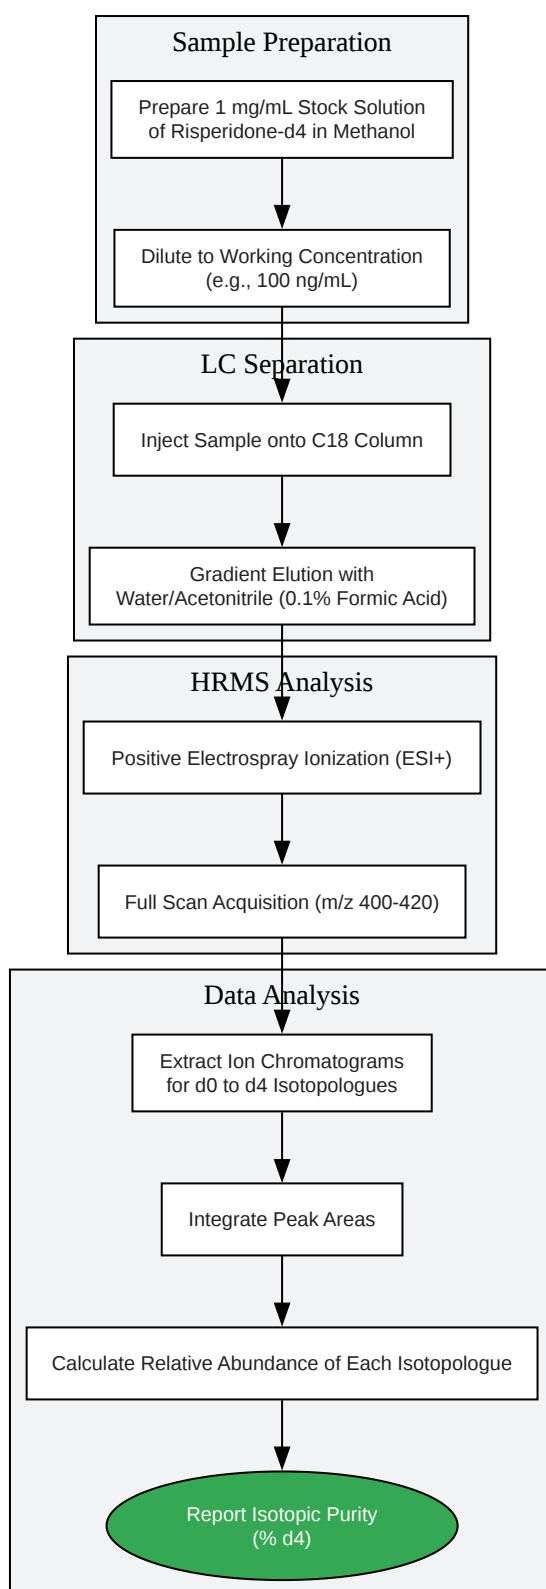 Sample Preparation
Prepare 1 mg/mL Stock Solution
of Risperidone-d4 in Methanol
Dilute to Working Concentration
(e.g., 100 ng/mL)
LC Separation
Inject Sample onto C18 Column
Gradient Elution with
Water/Acetonitrile (0.1% Formic Acid)
HRMS Analysis
Positive Electrospray Ionization (ESI+)
Full Scan Acquisition (m/z 400-420)
Data Analysis
Extract Ion Chromatograms
for d0 to d4 Isotopologues
Integrate Peak Areas
Calculate Relative Abundance of Each Isotopologue
Report Isotopic Purity
(% d4)